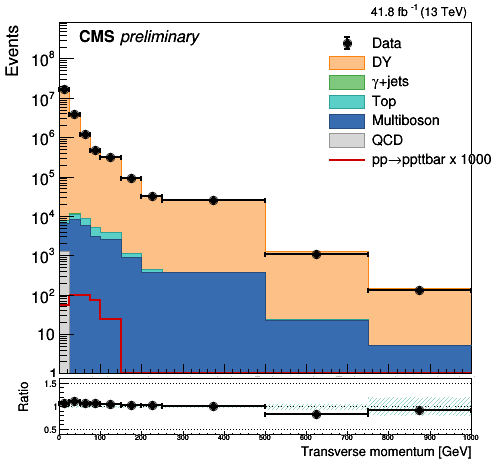 41.8 fb⁻¹ (13 TeV)
CMS preliminary
Events
10⁸
10⁷
10⁶
10⁵
10⁴
10³
10²
10
1
Data
DY
γ+jets
Top
Multiboson
QCD
pp→ppttbar x 1000
Ratio
1.5
1
0.5
0 100 200 300 400 500 600 700 800 900 1000
Transverse momentum [GeV]